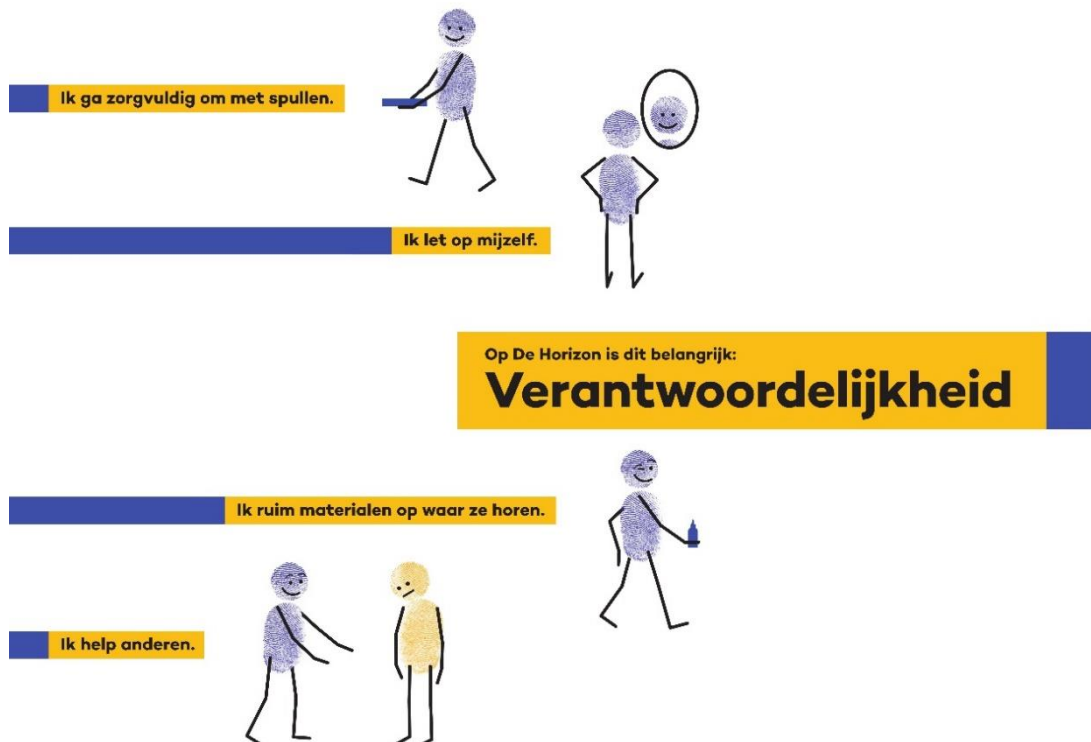 Ik ga zorgvuldig om met spullen.
Ik let op mijzelf.
Op De Horizon is dit belangrijk:
Verantwoordelijkheid
Ik ruim materialen op waar ze horen.
Ik help anderen.